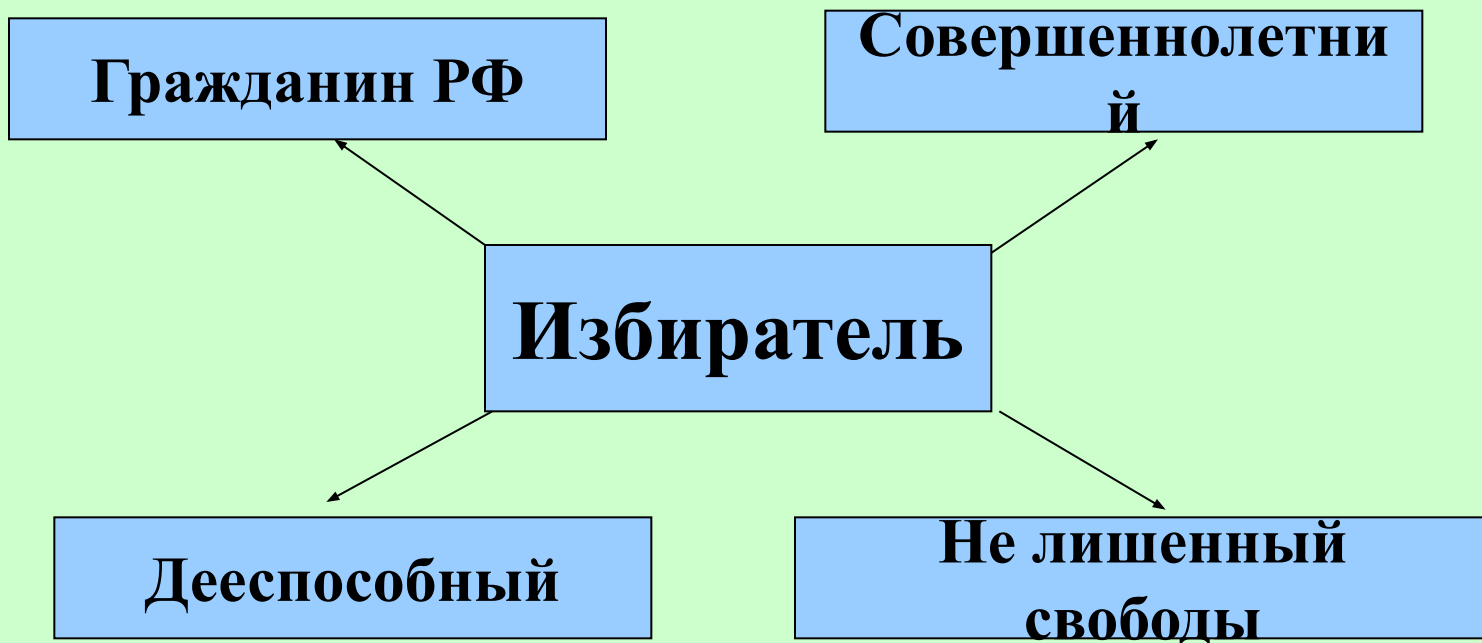 Гражданин РФ
Совершеннолетни
й
Избиратель
Дееспособный
Не лишенный
свободы